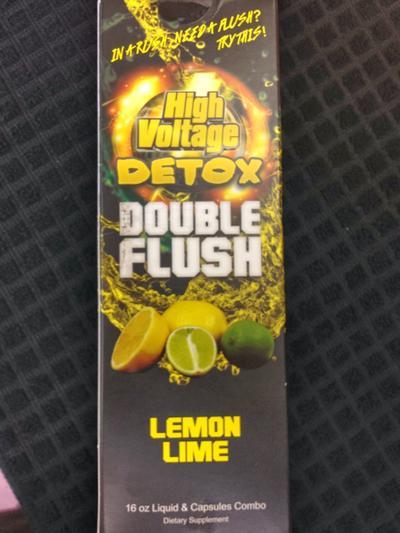 IN A RUSH, NEED A FLUSH?
TRY THIS!
High
Voltage
DETOX
DOUBLE
FLUSH
LEMON
LIME
16 oz Liquid & Capsules Combo
Dietary Supplement